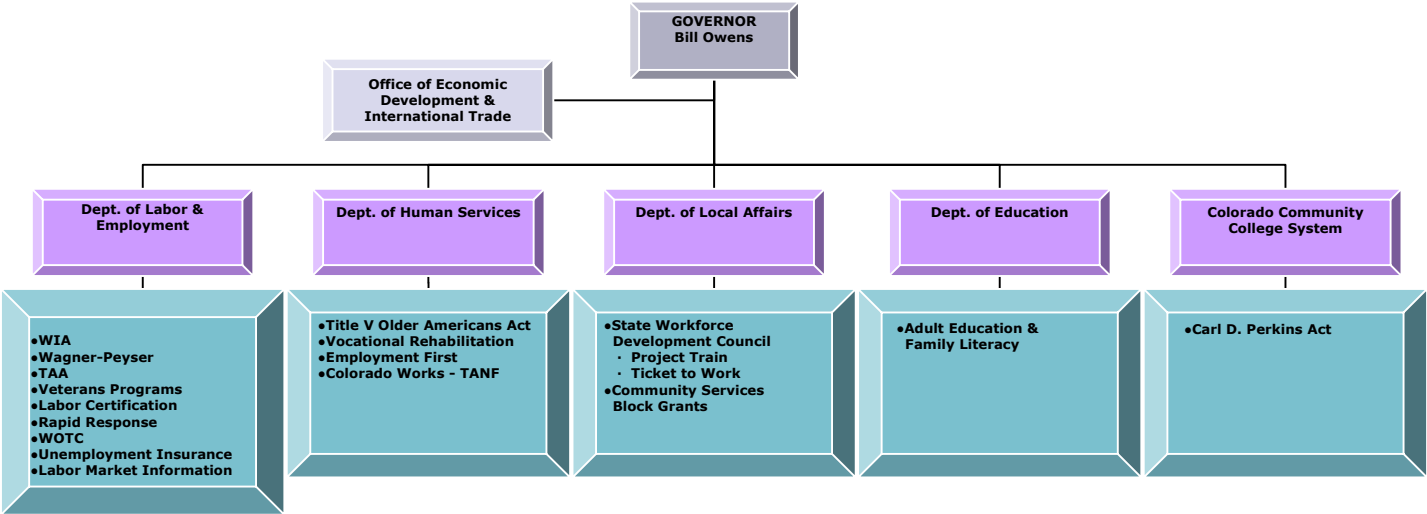 GOVERNOR
Bill Owens
Office of Economic
Development &
International Trade
Dept. of Labor &
Employment
Dept. of Human Services
Dept. of Local Affairs
Dept. of Education
Colorado Community
College System
•WIA
•Wagner-Peyser
•TAA
•Veterans Programs
•Labor Certification
•Rapid Response
•WOTC
•Unemployment Insurance
•Labor Market Information
•Title V Older Americans Act
•Vocational Rehabilitation
•Employment First
•Colorado Works - TANF
•State Workforce
Development Council
· Project Train
· Ticket to Work
•Community Services
Block Grants
•Adult Education &
Family Literacy
•Carl D. Perkins Act